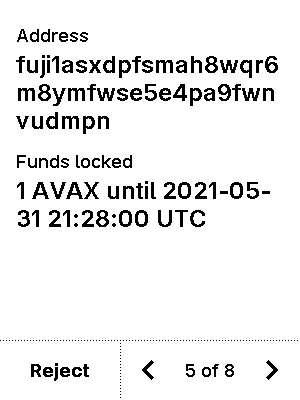 Address
fuji1asxdpfsmah8wqr6
m8ymfwse5e4pa9fwn
vudmpn
Funds locked
1 AVAX until 2021-05-
31 21:28:00 UTC
Reject
5 of 8